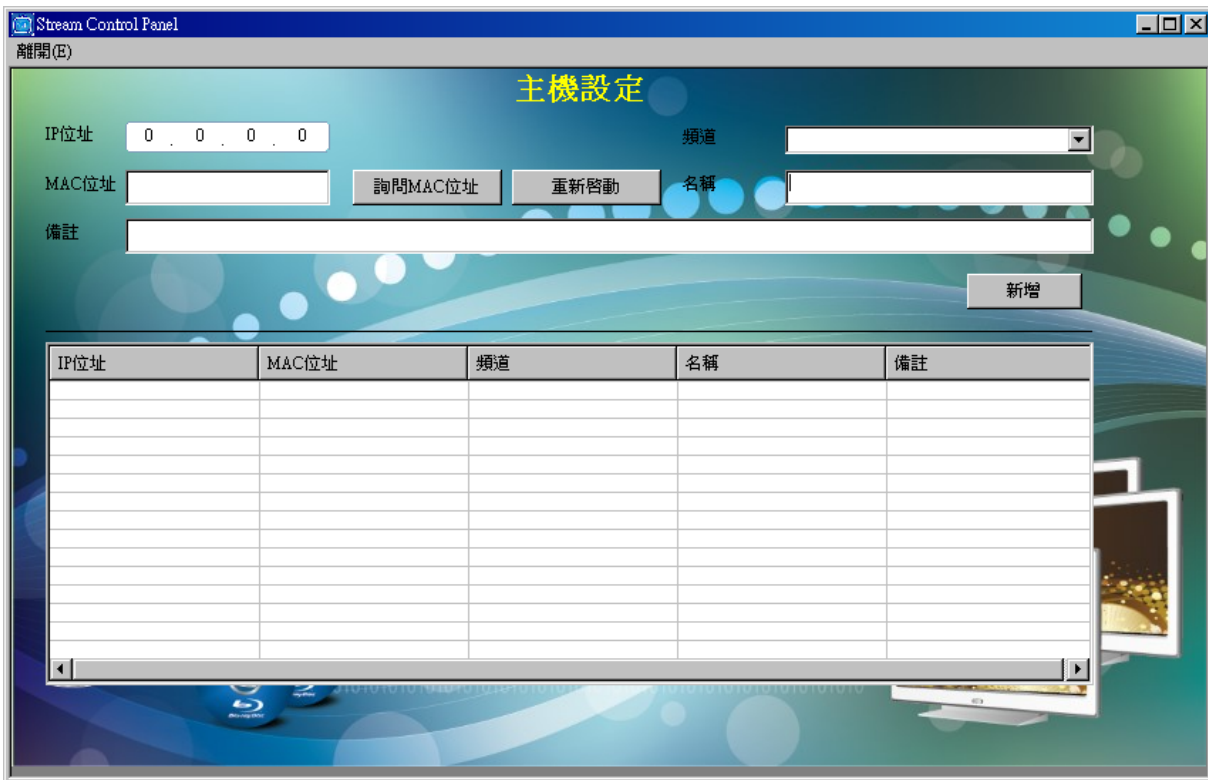 Stream Control Panel
離開(E)
主機設定
IP位址 0 . 0 . 0 . 0 頻道
MAC位址 詢問MAC位址 重新啓動 名稱
備註
新增
IP位址 MAC位址 頻道 名稱 備註